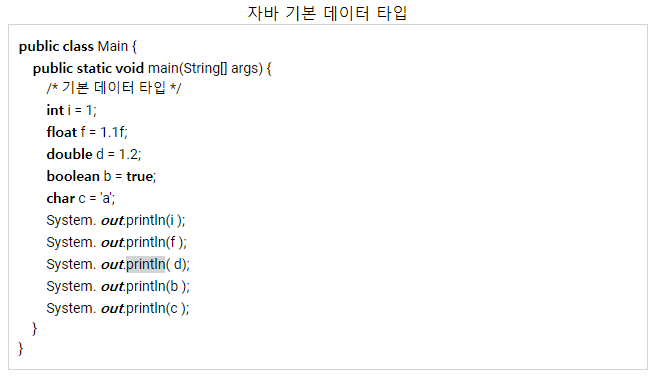 자바 기본 데이터 타입
public class Main {
public static void main(String[] args) {
/* 기본 데이터 타입 */
int i = 1;
float f = 1.1f;
double d = 1.2;
boolean b = true;
char c = 'a';
System. out.println(i );
System. out.println(f );
System. out.println( d);
System. out.println(b );
System. out.println(c );
}
}